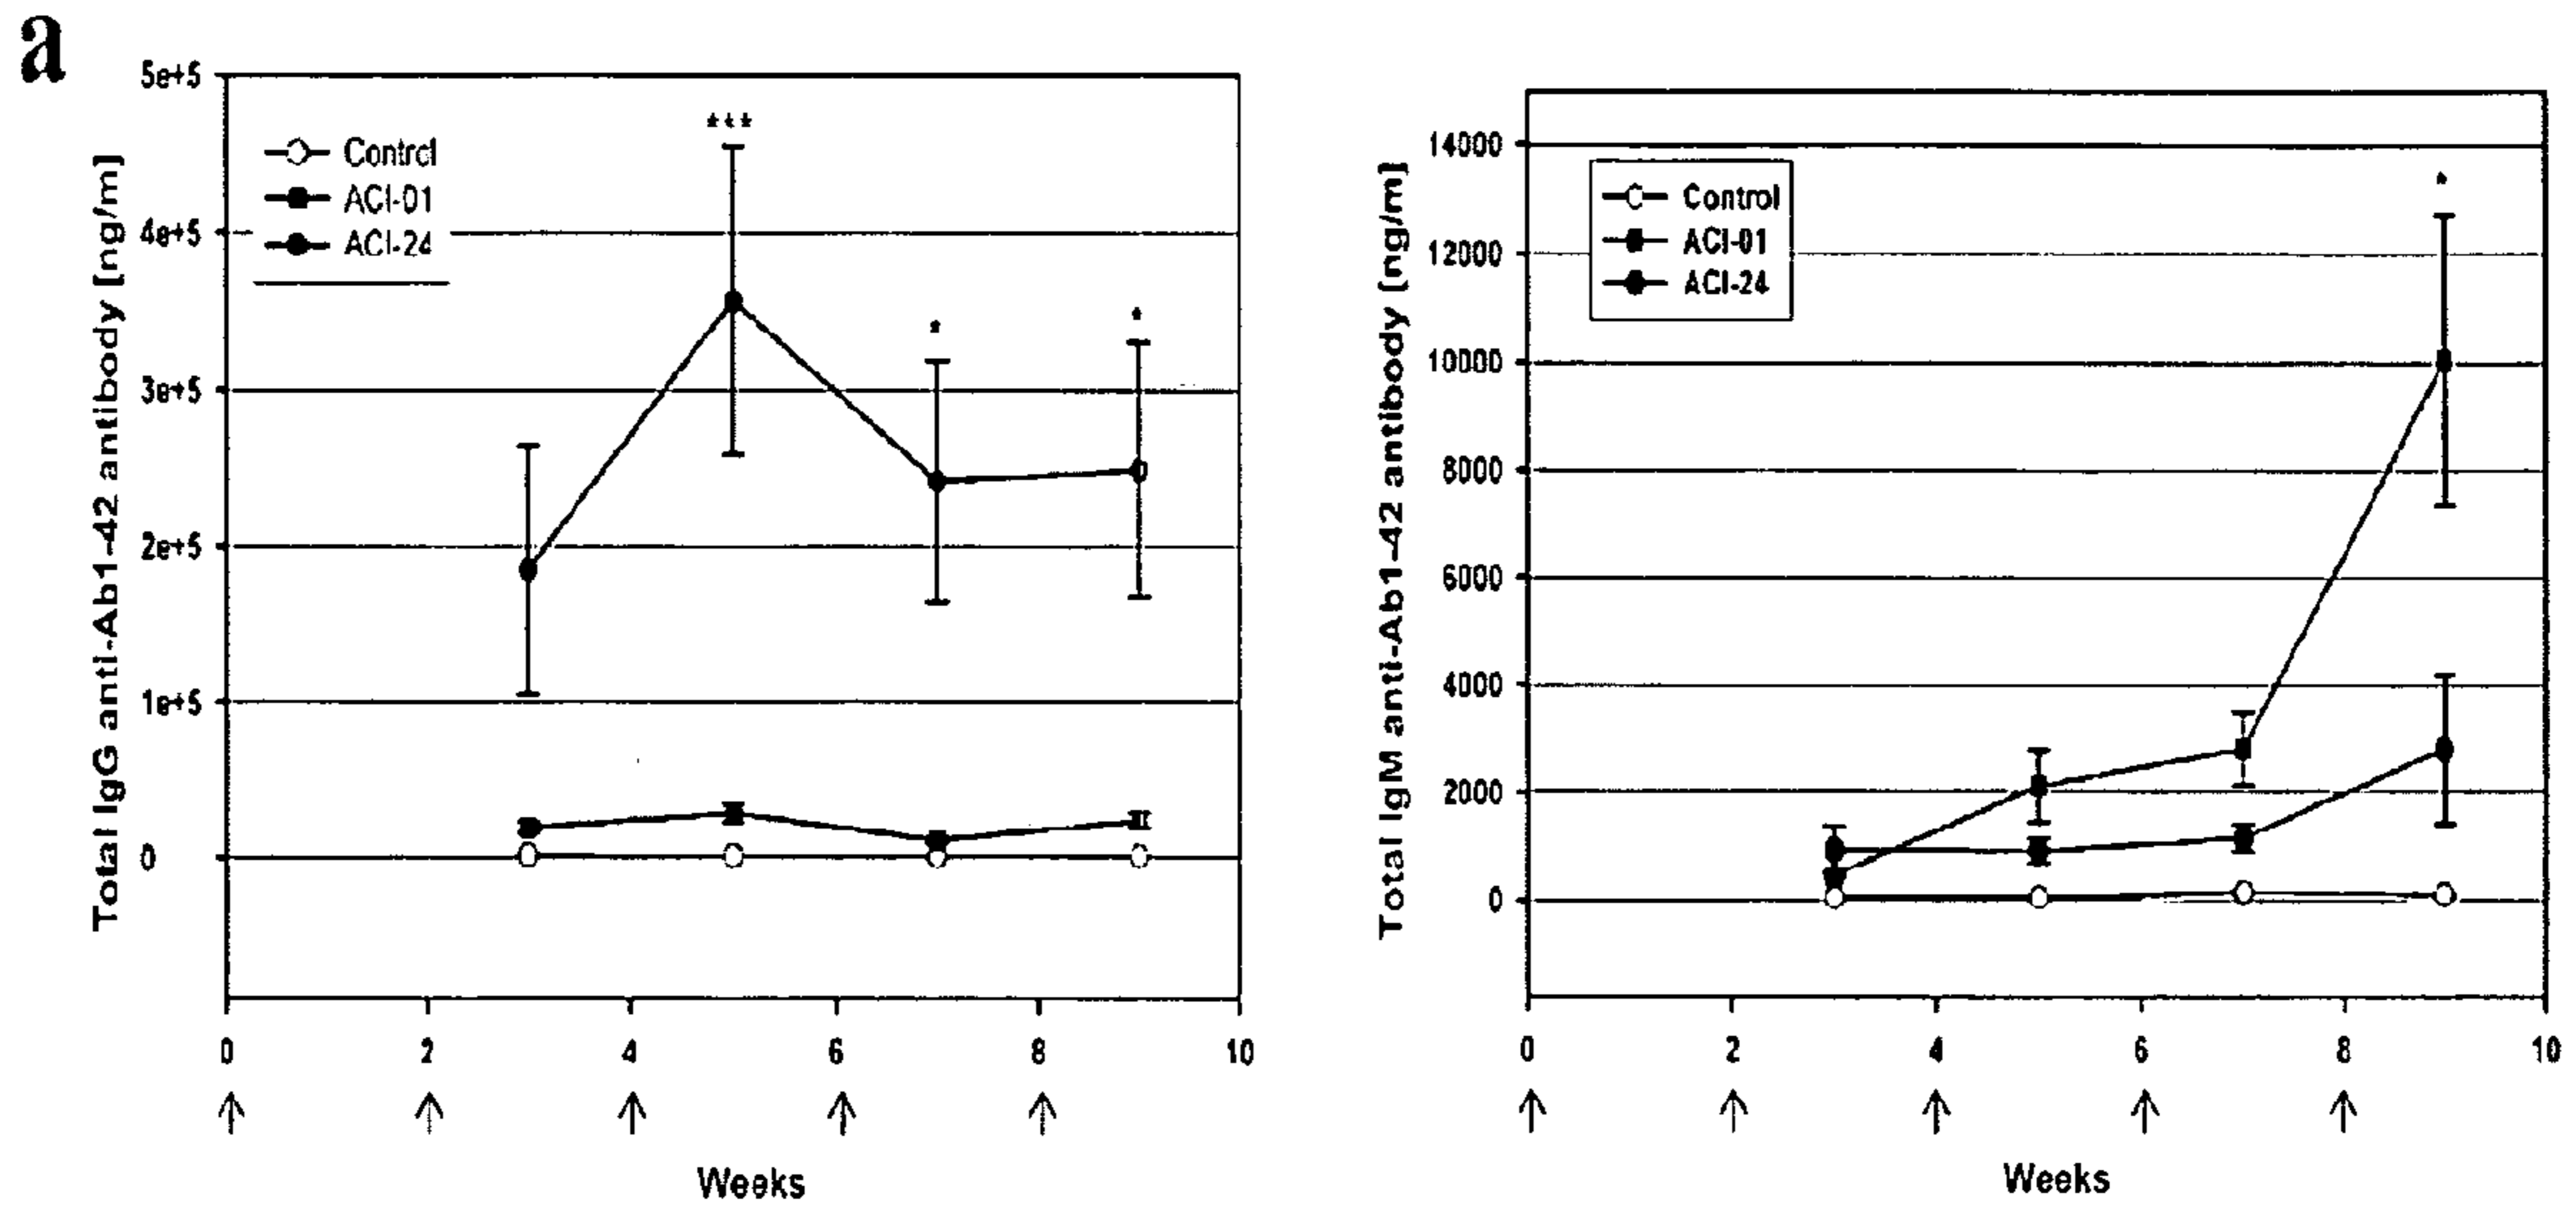 a
5e+5
4e+5
3e+5
2e+5
1e+5
0
Total IgG anti-Ab1-42 antibody [ng/m]
Control
ACI-01
ACI-24
***
*
*
0 2 4 6 8 10
Weeks
14000
12000
10000
8000
6000
4000
2000
0
Total IgM anti-Ab1-42 antibody [ng/m]
Control
ACI-01
ACI-24
*
0 2 4 6 8 10
Weeks